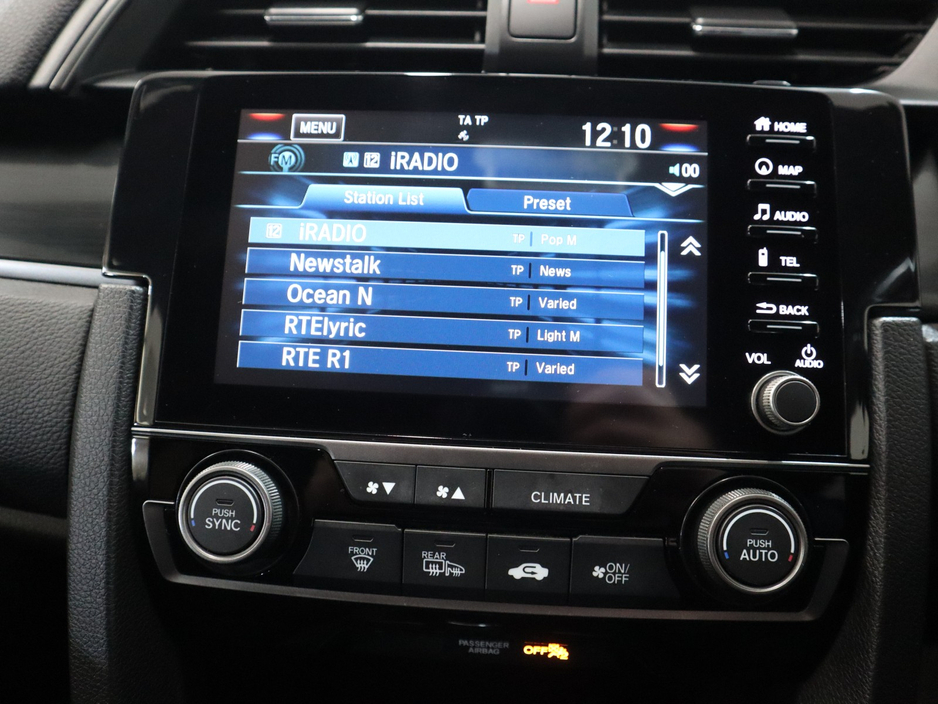 MENU
TA TP
12:10
FM
12 iRADIO
00
Station List
Preset
12 iRADIO TP Pop M
Newstalk TP News
Ocean N TP Varied
RTElyric TP Light M
RTE R1 TP Varied
HOME
MAP
AUDIO
TEL
BACK
VOL
AUDIO
PUSH
SYNC
CLIMATE
PUSH
AUTO
FRONT
REAR
ON/
OFF
PASSENGER
AIRBAG
OFF